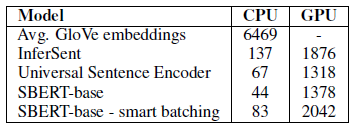 Model CPU GPU
Avg. GloVe embeddings 6469 -
InferSent 137 1876
Universal Sentence Encoder 67 1318
SBERT-base 44 1378
SBERT-base - smart batching 83 2042